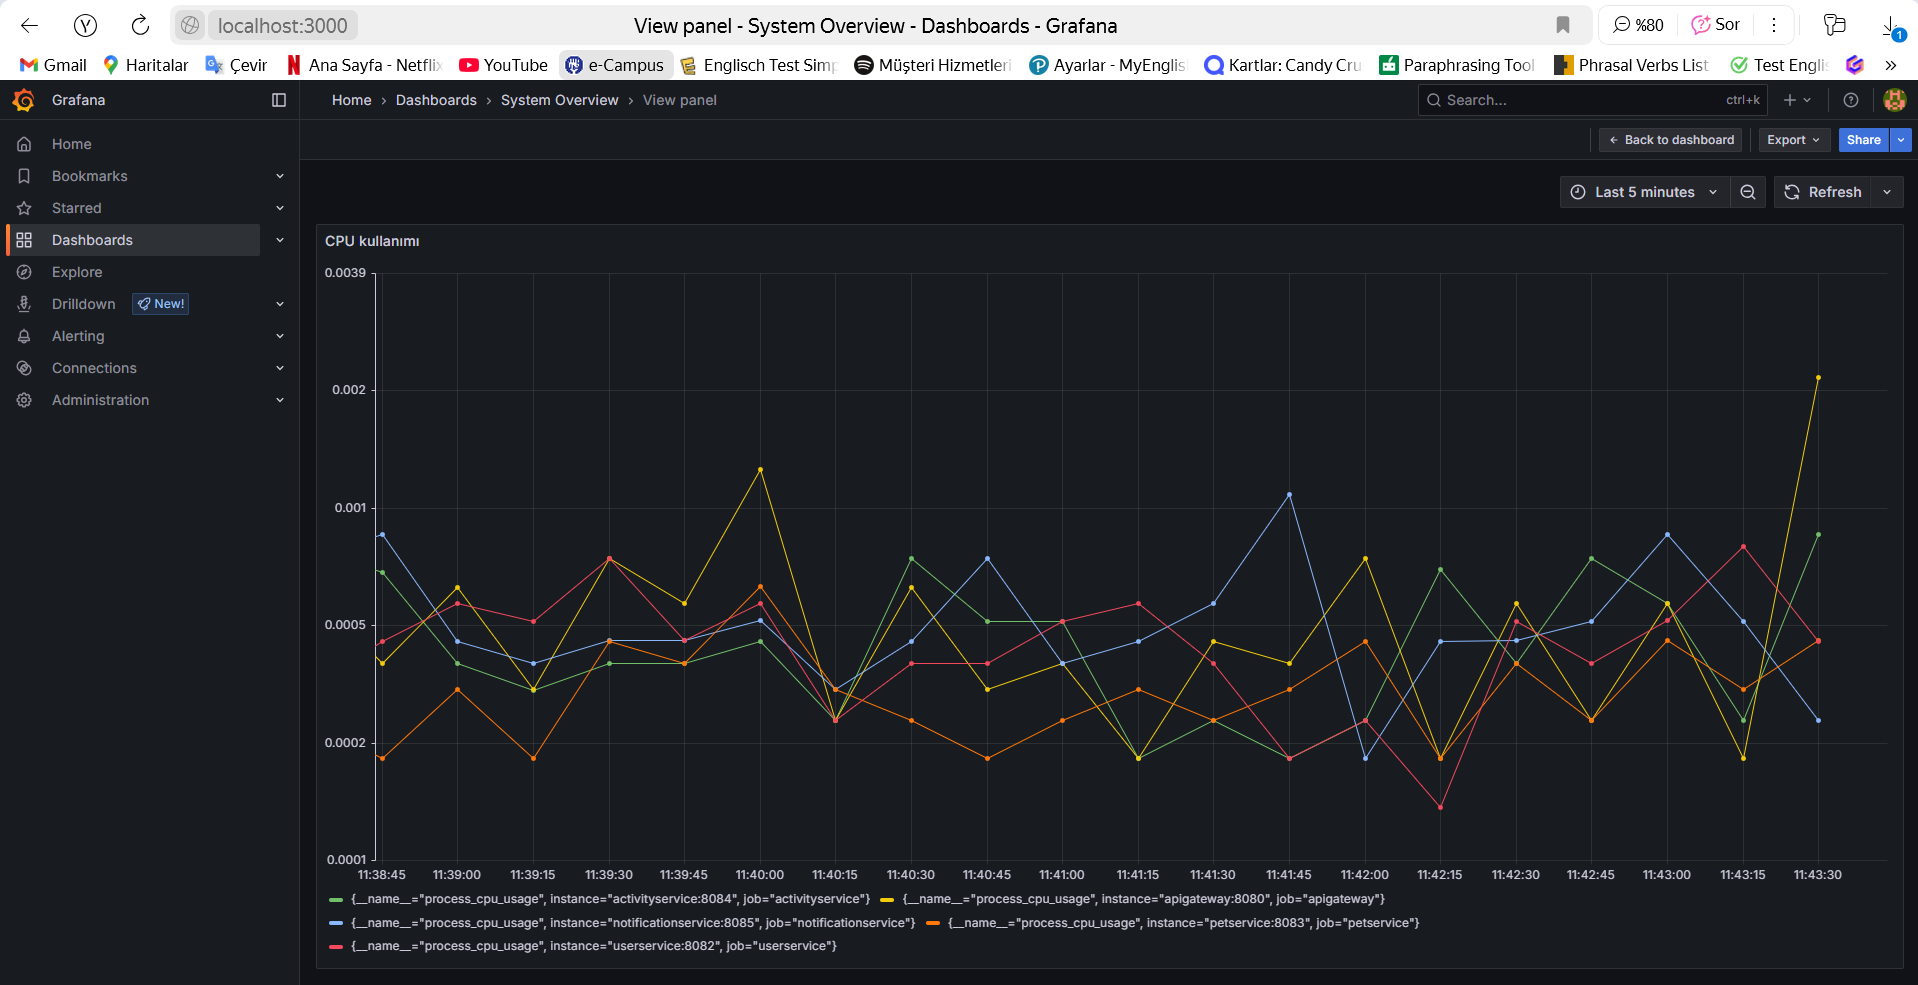 localhost:3000 View panel - System Overview - Dashboards - Grafana %80 Sor 1
Gmail Haritalar Çevir Ana Sayfa - Netflix YouTube e-Campus Englisch Test Simp Müşteri Hizmetleri Ayarlar - MyEnglis Kartlar: Candy Cru Paraphrasing Tool Phrasal Verbs List Test Englis »
Grafana Home › Dashboards › System Overview › View panel Search... ctrl+k
← Back to dashboard Export Share
Home
Bookmarks
Starred
Dashboards
Explore
Drilldown New!
Alerting
Connections
Administration
Last 5 minutes Refresh
CPU kullanımı
0.0039
0.002
0.001
0.0005
0.0002
0.0001
11:38:45 11:39:00 11:39:15 11:39:30 11:39:45 11:40:00 11:40:15 11:40:30 11:40:45 11:41:00 11:41:15 11:41:30 11:41:45 11:42:00 11:42:15 11:42:30 11:42:45 11:43:00 11:43:15 11:43:30
{__name__="process_cpu_usage", instance="activityservice:8084", job="activityservice"} {__name__="process_cpu_usage", instance="apigateway:8080", job="apigateway"}
{__name__="process_cpu_usage", instance="notificationservice:8085", job="notificationservice"} {__name__="process_cpu_usage", instance="petservice:8083", job="petservice"}
{__name__="process_cpu_usage", instance="userservice:8082", job="userservice"}